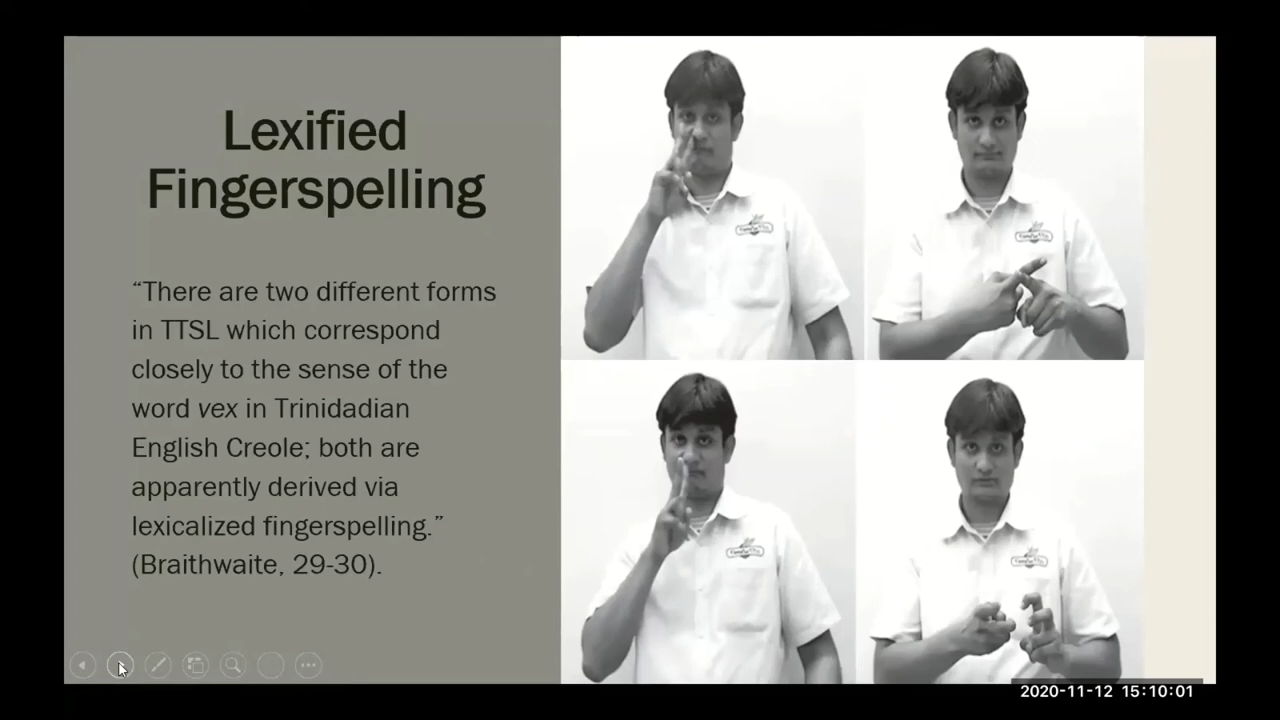 Lexified
Fingerspelling
“There are two different forms
in TTSL which correspond
closely to the sense of the
word vex in Trinidadian
English Creole; both are
apparently derived via
lexicalized fingerspelling.”
(Braithwaite, 29-30).
2020-11-12 15:10:01